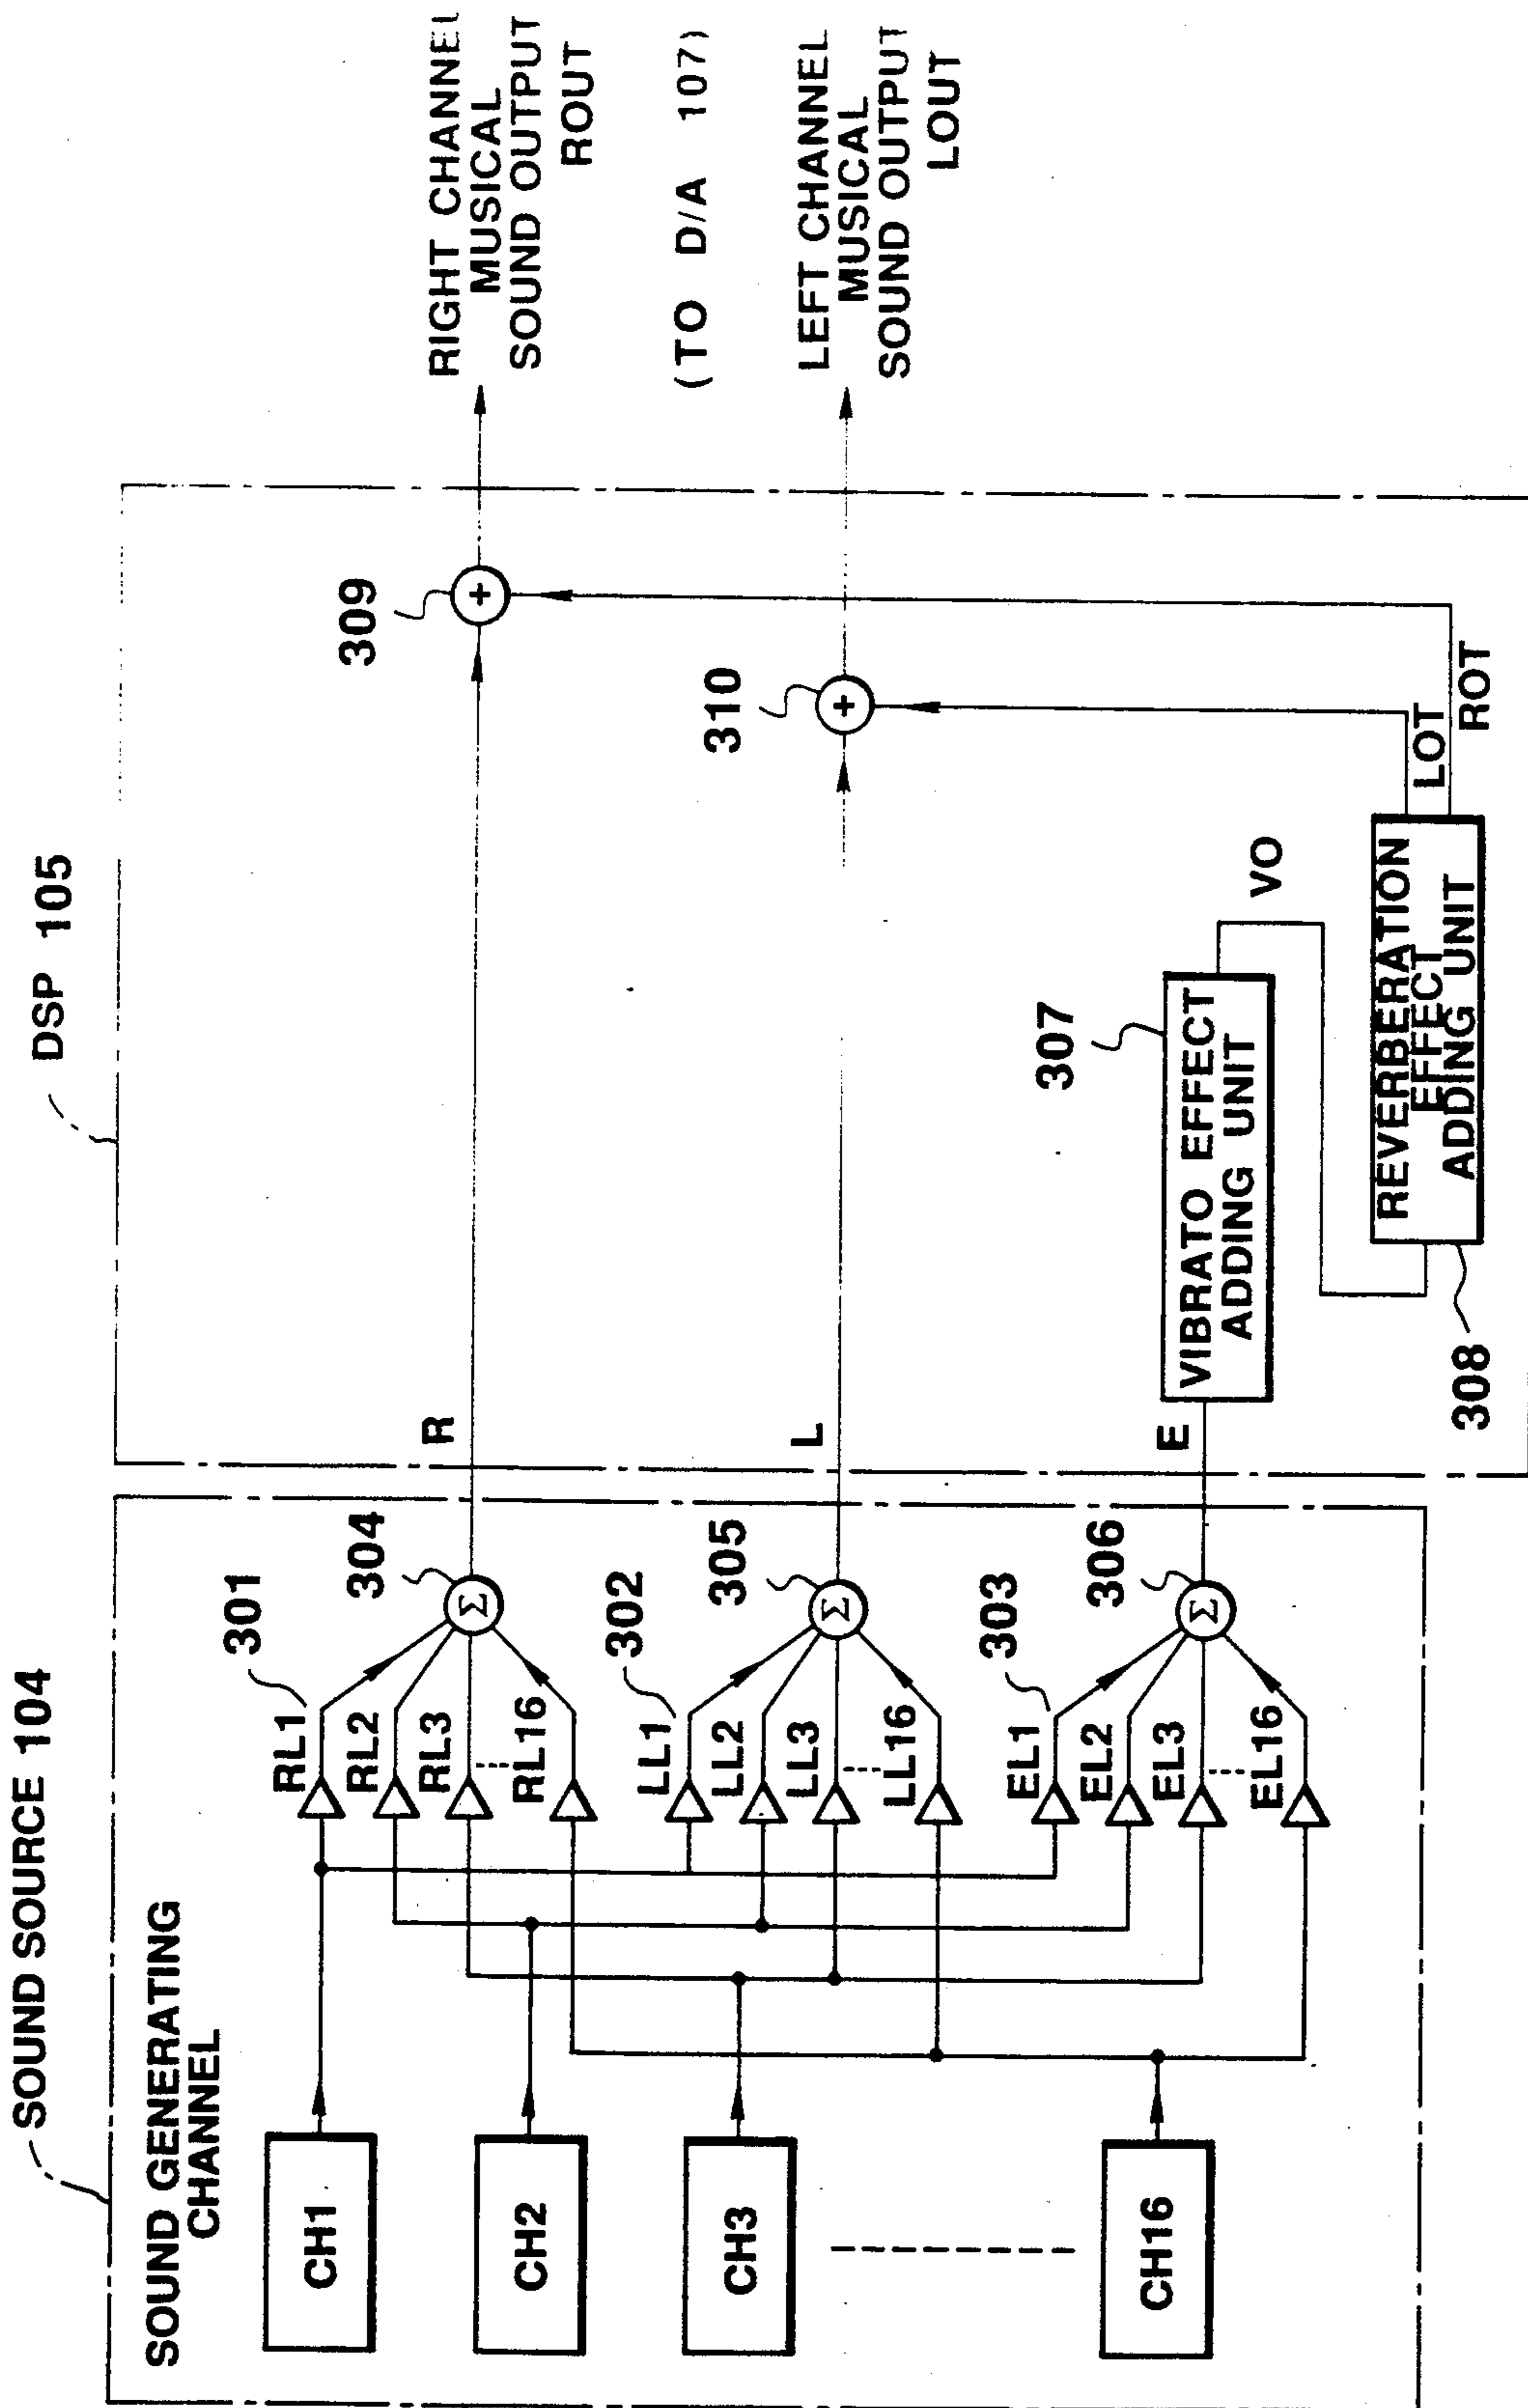 SOUND SOURCE 104
SOUND GENERATING
CHANNEL
CH1
CH2
CH3
CH16
301
RL1
RL2
RL3
RL16
304
302
LL1
LL2
LL3
LL16
305
303
EL1
EL2
EL3
EL16
306
Σ
Σ
Σ
DSP 105
R
L
E
307
VIBRATO EFFECT
ADDING UNIT
VO
308
REVERBERATION
EFFECT
ADDING UNIT
LOT
ROT
309
+
310
+
RIGHT CHANNEL
MUSICAL
SOUND OUTPUT
ROUT
(TO D/A 107)
LEFT CHANNEL
MUSICAL
SOUND OUTPUT
LOUT